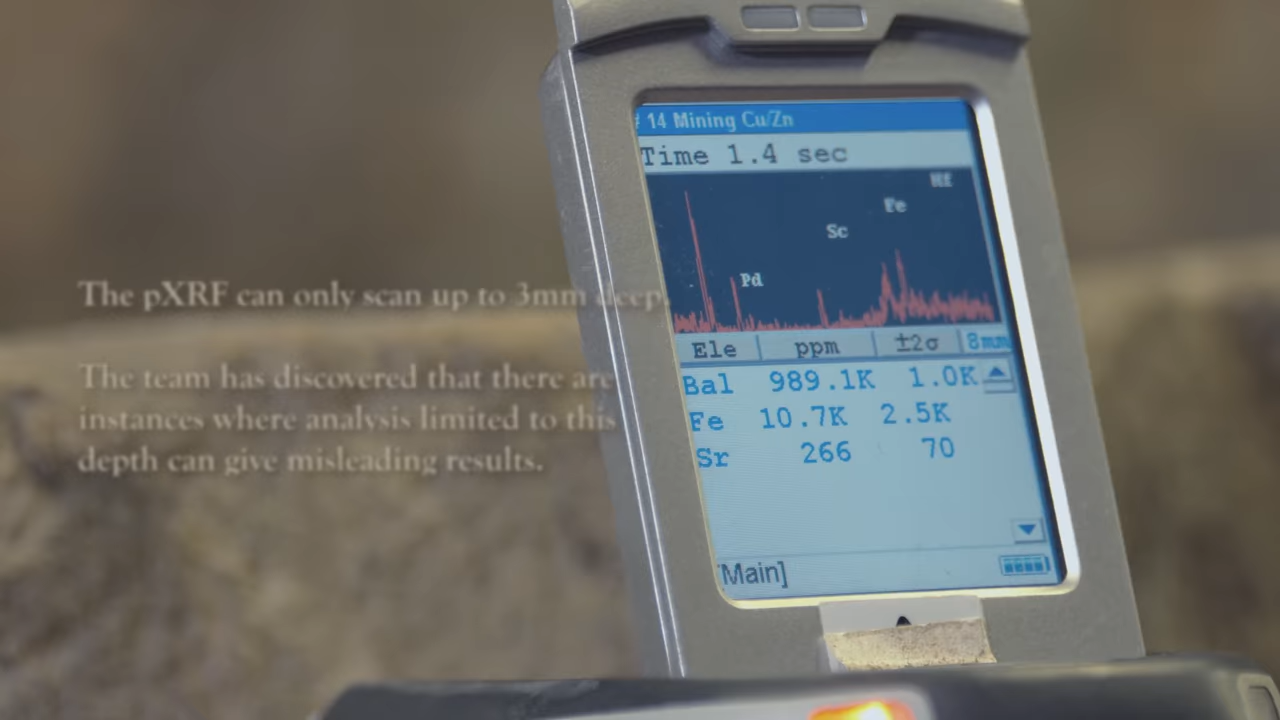 # 14 Mining Cu/Zn
Time 1.4 sec
Hf
Fe
Sc
Pd
Ele ppm ±2σ 8mm
Bal 989.1K 1.0K
Fe 10.7K 2.5K
Sr 266 70
[Main]
The pXRF can only scan up to 3mm deep.
The team has discovered that there are
instances where analysis limited to this
depth can give misleading results.